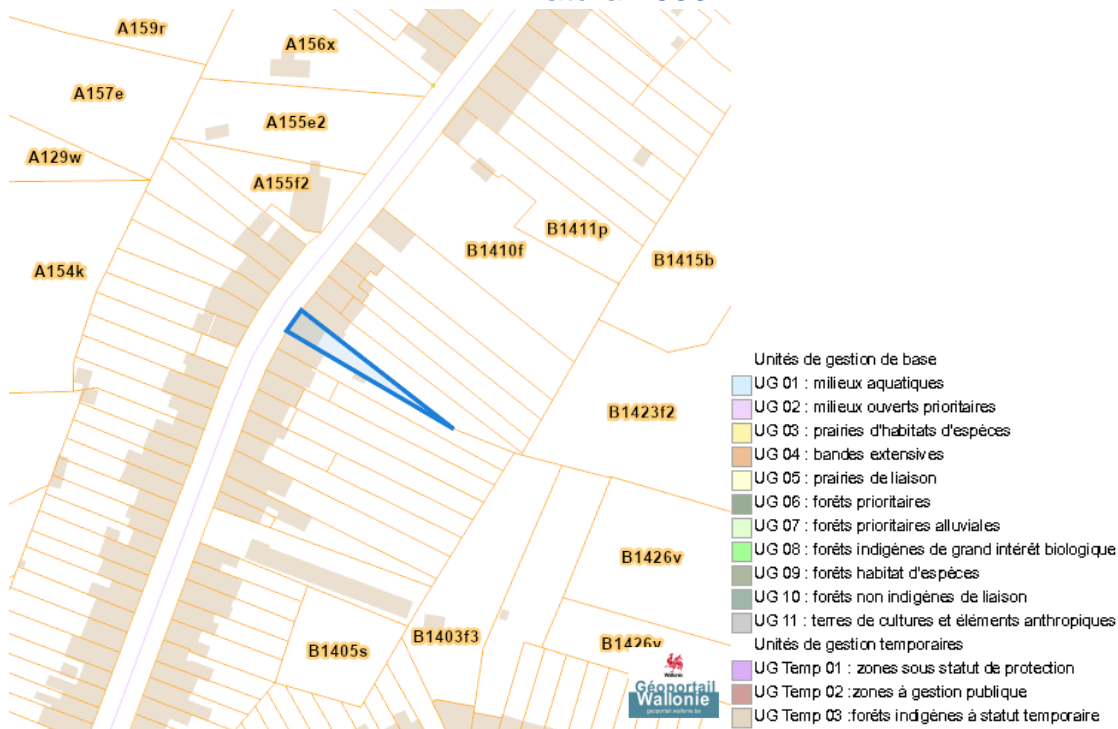 A159r
A156x
A157e
A155e2
A129w
A155f2
B1411p
B1410f
B1415b
A154k
B1423f2
B1426v
B1403f3
B1426v
B1405s
Wallonie
Géoportail
Wallonie
geoportail.wallonie.be
Unités de gestion de base
UG 01 : milieux aquatiques
UG 02 : milieux ouverts prioritaires
UG 03 : prairies d'habitats d'espèces
UG 04 : bandes extensives
UG 05 : prairies de liaison
UG 06 : forêts prioritaires
UG 07 : forêts prioritaires alluviales
UG 08 : forêts indigènes de grand intérêt biologique
UG 09 : forêts habitat d'espèces
UG 10 : forêts non indigènes de liaison
UG 11 : terres de cultures et éléments anthropiques
Unités de gestion temporaires
UG Temp 01 : zones sous statut de protection
UG Temp 02 :zones à gestion publique
UG Temp 03 :forêts indigènes à statut temporaire